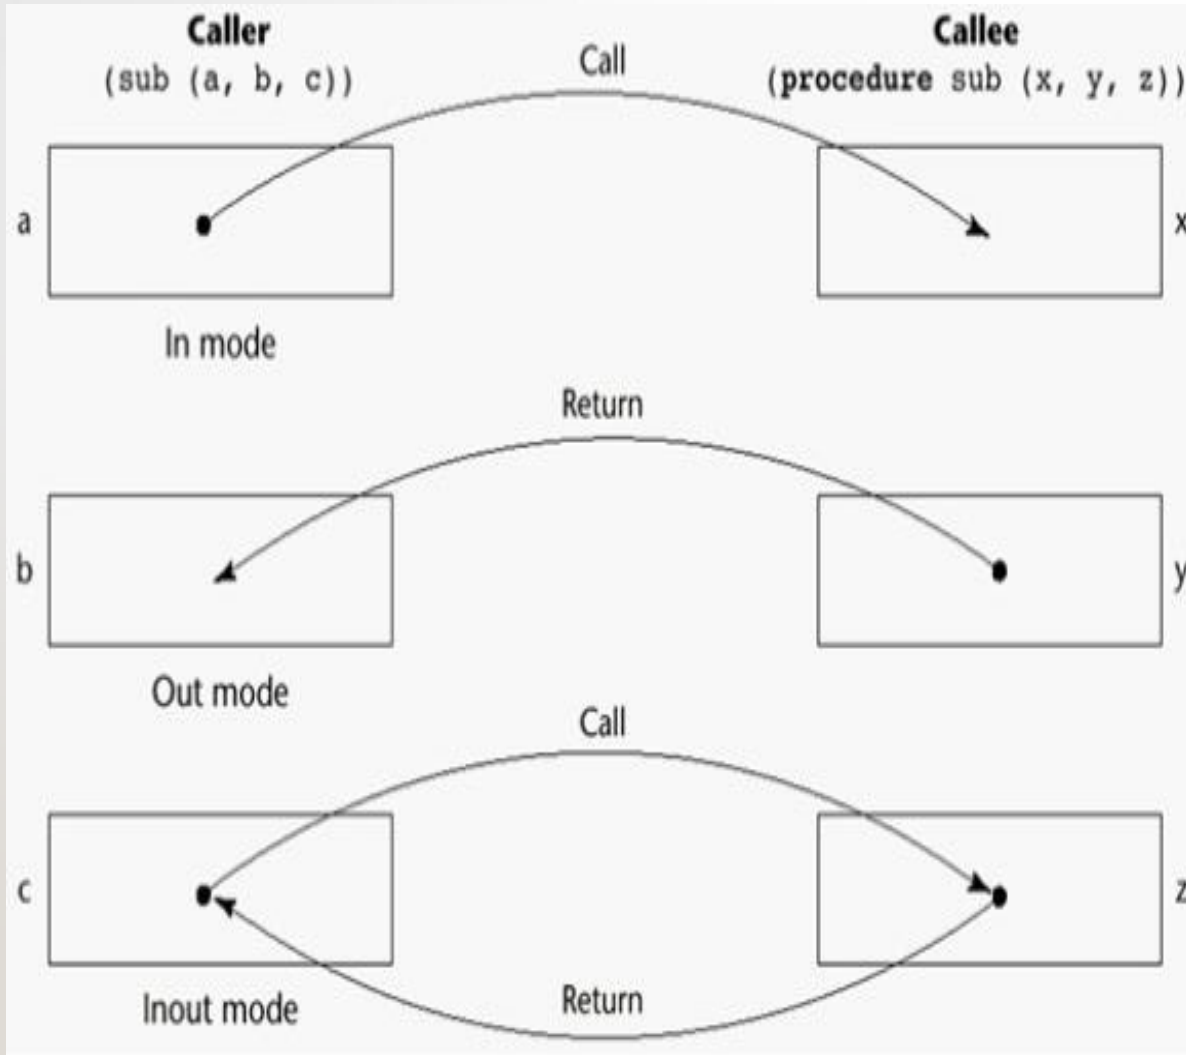 Caller
(sub (a, b, c))
Call
Callee
(procedure sub (x, y, z))
a
x
In mode
Return
b
y
Out mode
Call
c
z
Inout mode
Return